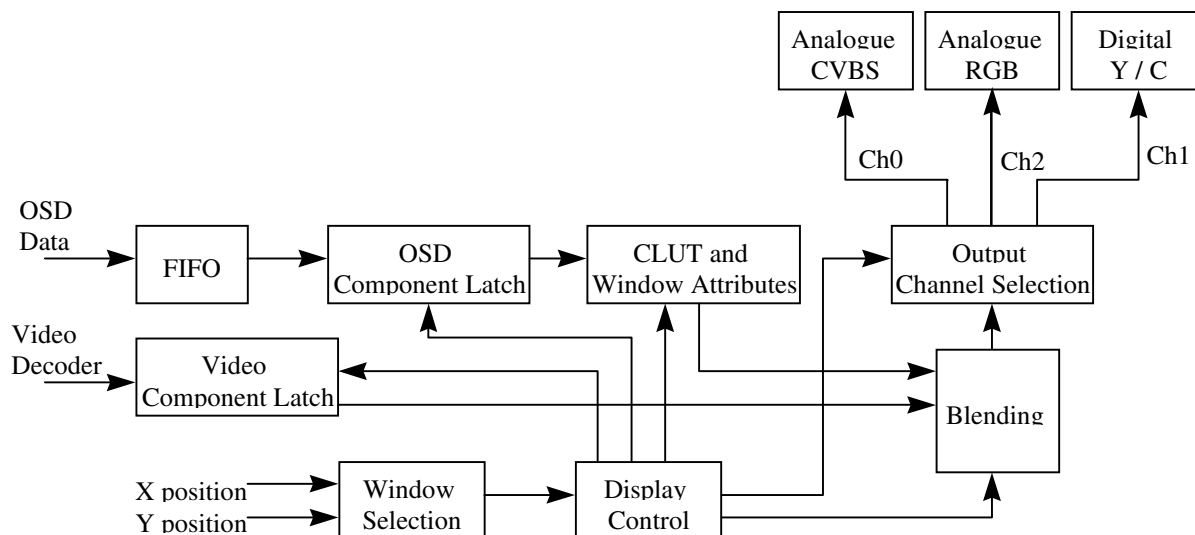 Analogue
CVBS
Analogue
RGB
Digital
Y / C
Ch0
Ch2
Ch1
OSD
Data
FIFO
OSD
Component Latch
CLUT and
Window Attributes
Output
Channel Selection
Video
Decoder
Video
Component Latch
Blending
X position
Y position
Window
Selection
Display
Control